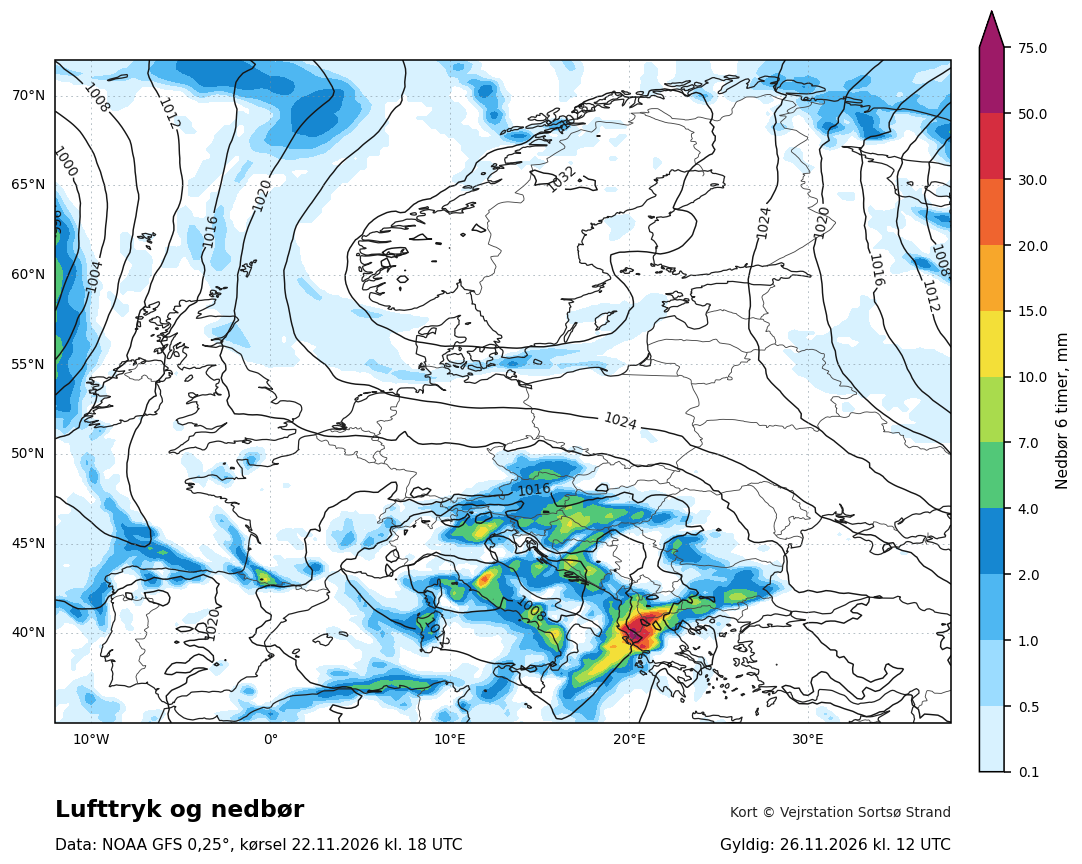 75.0
50.0
30.0
20.0
15.0
10.0
7.0
4.0
2.0
1.0
0.5
0.1
Nedbør 6 timer, mm
70°N
65°N
60°N
55°N
50°N
45°N
40°N
10°W
0°
10°E
20°E
30°E
1008
1012
1000
1020
1016
1004
1032
1024
1020
1016
1008
1012
1024
1016
1008
1020
Lufttryk og nedbør
Kort © Vejrstation Sortsø Strand
Data: NOAA GFS 0,25°, kørsel 22.11.2026 kl. 18 UTC
Gyldig: 26.11.2026 kl. 12 UTC